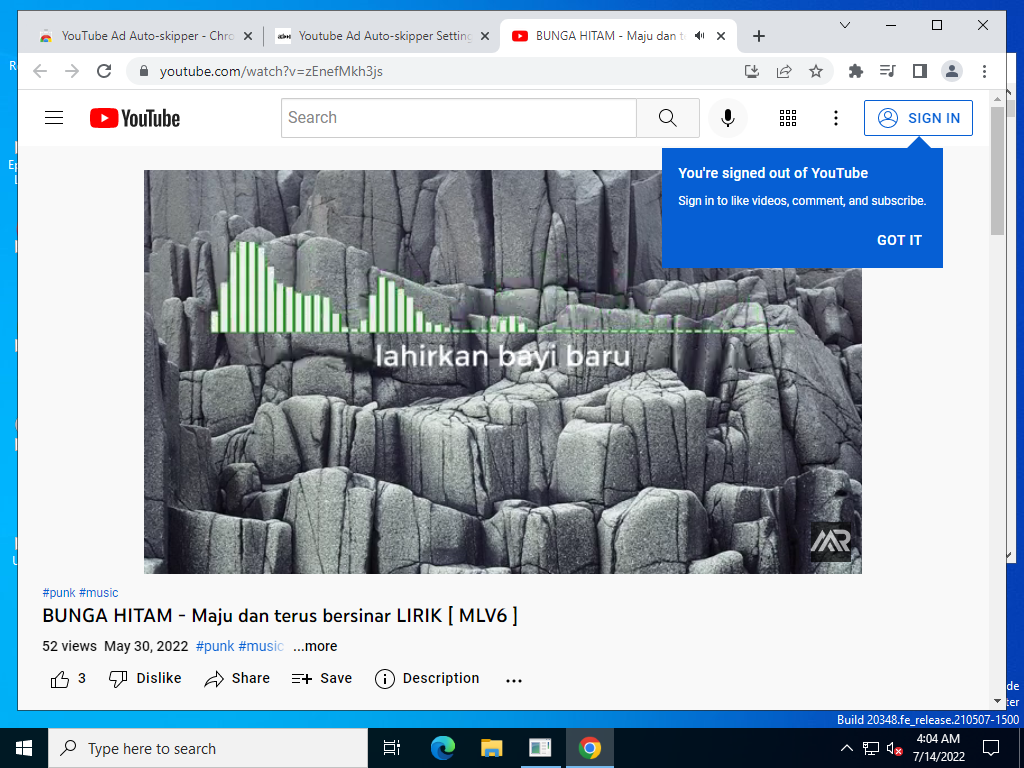 YouTube Ad Auto-skipper - Chro
Youtube Ad Auto-skipper Setting
BUNGA HITAM - Maju dan t
youtube.com/watch?v=zEnefMkh3js
YouTube
Search
SIGN IN
You're signed out of YouTube
Sign in to like videos, comment, and subscribe.
GOT IT
lahirkan bayi baru
MR
#punk #music
BUNGA HITAM - Maju dan terus bersinar LIRIK [ MLV6 ]
52 views May 30, 2022 #punk #music ...more
3 Dislike Share Save Description
Build 20348.fe_release.210507-1500
Type here to search
4:04 AM
7/14/2022